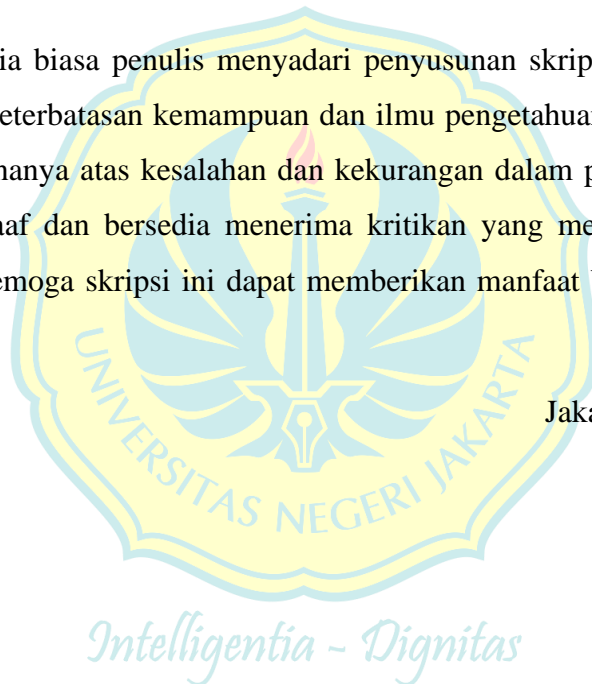 ia biasa penulis menyadari penyusunan skrip
eterbatasan kemampuan dan ilmu pengetahuan
nanya atas kesalahan dan kekurangan dalam p
aaf dan bersedia menerima kritikan yang me
emoga skripsi ini dapat memberikan manfaat b
Jaka
UNIVERSITAS NEGERI JAKARTA
Intelligentia - Dignitas